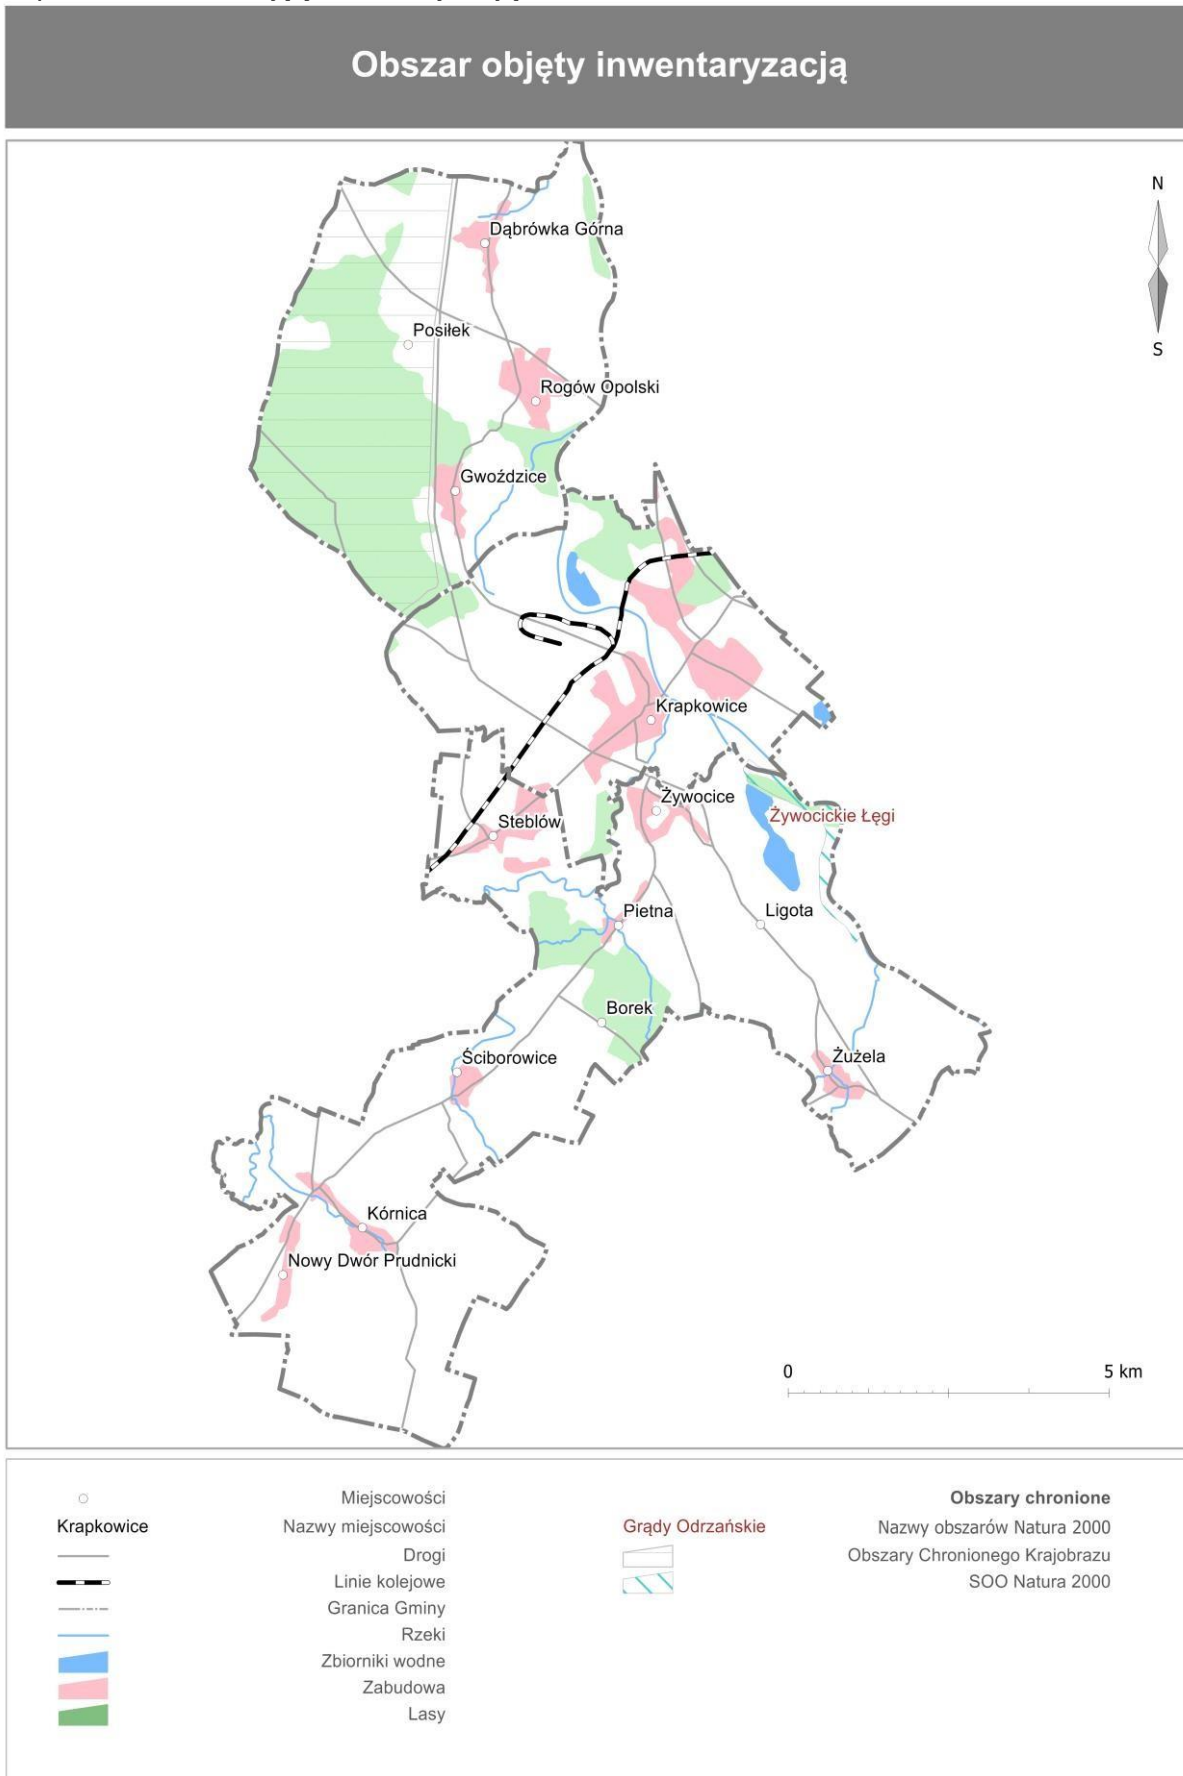 Obszar objęty inwentaryzacją
N
S
Dąbrówka Górna
Posiłek
Rogów Opolski
Gwoździce
Krapkowice
Żywocice
Żywocickie Łęgi
Steblów
Pietna
Ligota
Borek
Ściborowice
Żużela
Kórnica
Nowy Dwór Prudnicki
0 5 km
Miejscowości
Krapkowice Nazwy miejscowości
Drogi
Linie kolejowe
Granica Gminy
Rzeki
Zbiorniki wodne
Zabudowa
Lasy
Obszary chronione
Grądy Odrzańskie Nazwy obszarów Natura 2000
Obszary Chronionego Krajobrazu
SOO Natura 2000